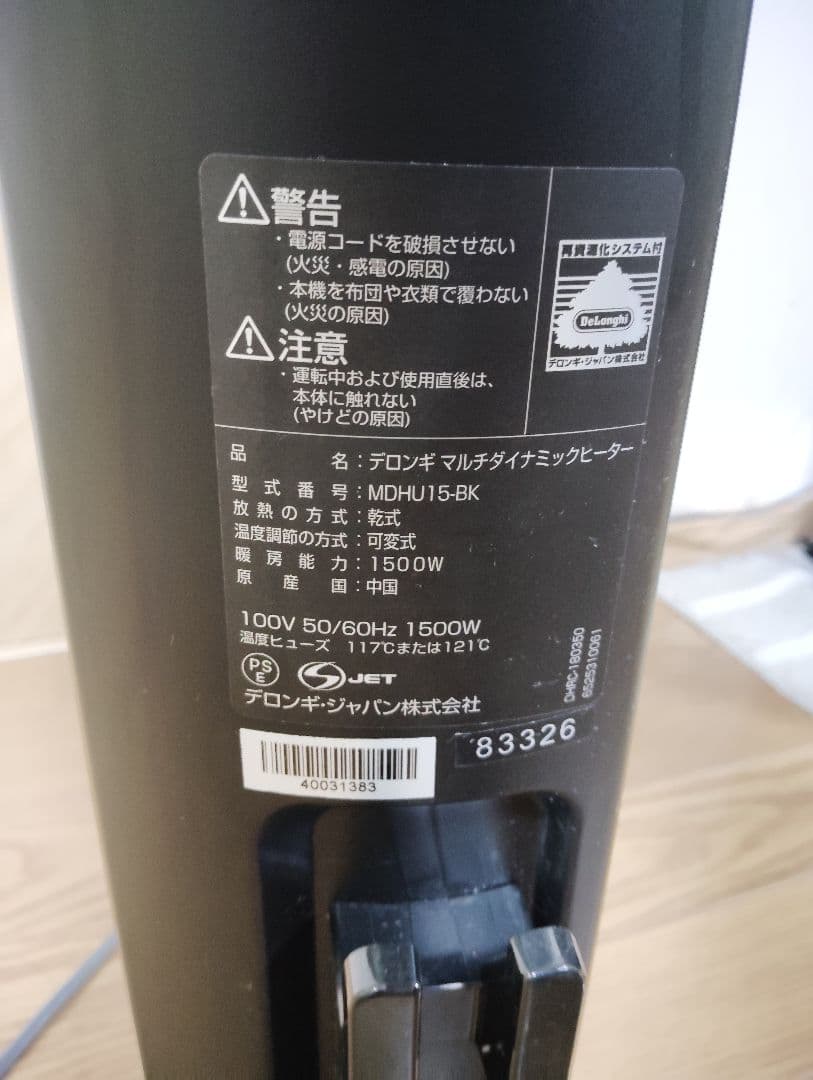 警告
・電源コードを破損させない
(火災・感電の原因)
・本機を布団や衣類で覆わない
(火災の原因)
注意
・運転中および使用直後は、
本体に触れない
(やけどの原因)
省資源化システム付
DeLonghi
デロンギ・ジャパン株式会社
品名：デロンギ マルチダイナミックヒーター
型式番号：MDHU15-BK
放熱の方式：乾式
温度調節の方式：可変式
暖房能力：1500W
原産国：中国
100V 50/60Hz 1500W
温度ヒューズ 117℃または121℃
PS
E
JET
デロンギ・ジャパン株式会社
DHRC-180350
6525310061
83326
40031383